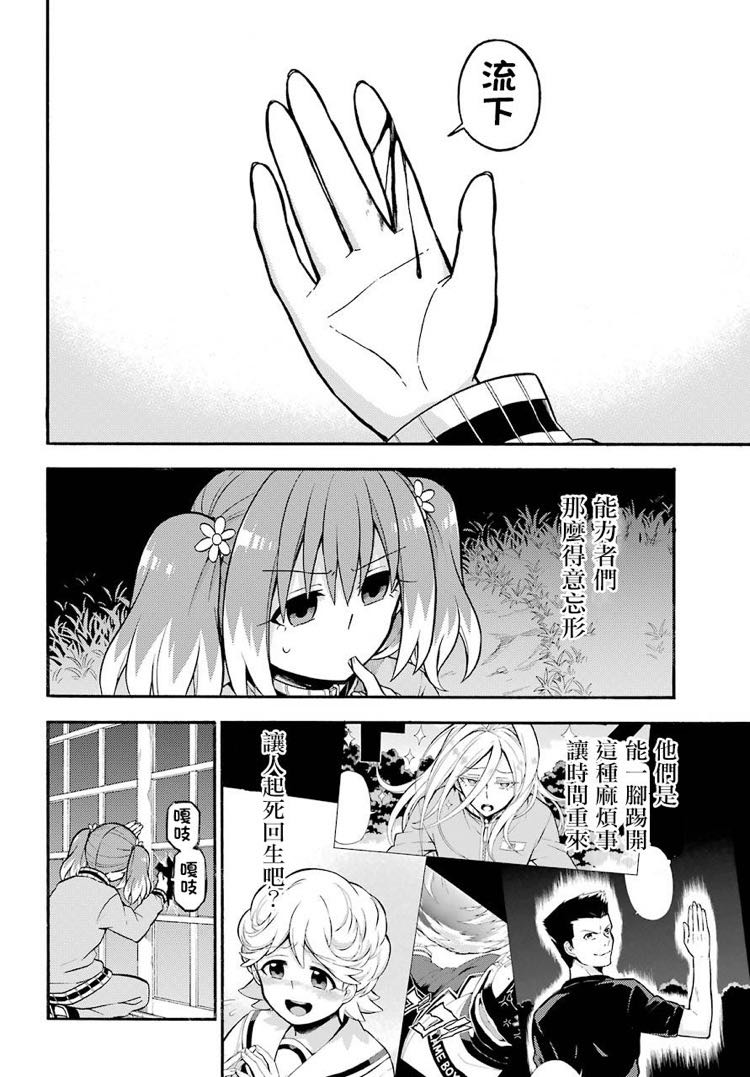 流下
能力者們
那麼得意忘形
他們是
能一腳踢開
這種麻煩事
讓時間重來
讓人起死回生吧？
AME BOY
嘎吱
嘎吱